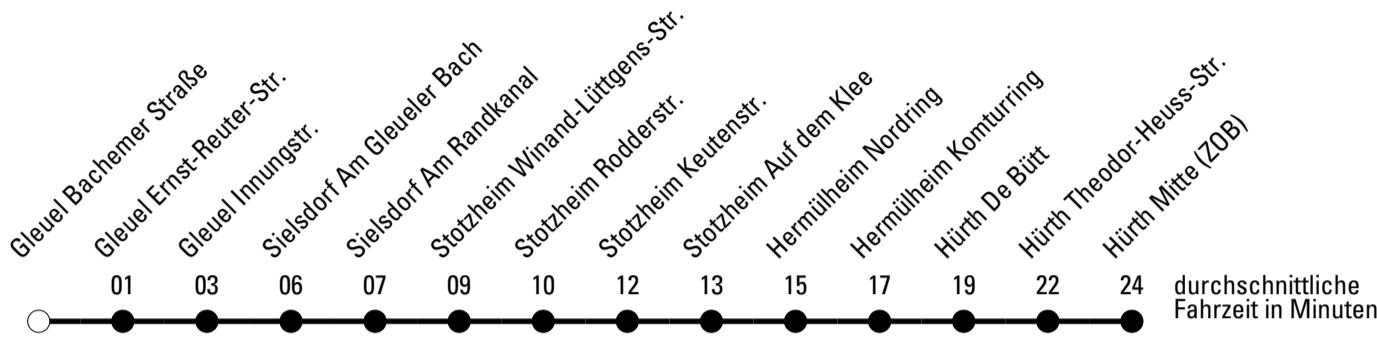 Gleuel Bachemer Straße
Gleuel Ernst-Reuter-Str.
Gleuel Innungstr.
Sielsdorf Am Gleueler Bach
Sielsdorf Am Randkanal
Stotzheim Winand-Lüttgens-Str.
Stotzheim Rodderstr.
Stotzheim Keutenstr.
Stotzheim Auf dem Klee
Hermülheim Nordring
Hermülheim Komturring
Hürth De Bütt
Hürth Theodor-Heuss-Str.
Hürth Mitte (ZOB)
01 03 06 07 09 10 12 13 15 17 19 22 24
durchschnittliche
Fahrzeit in Minuten